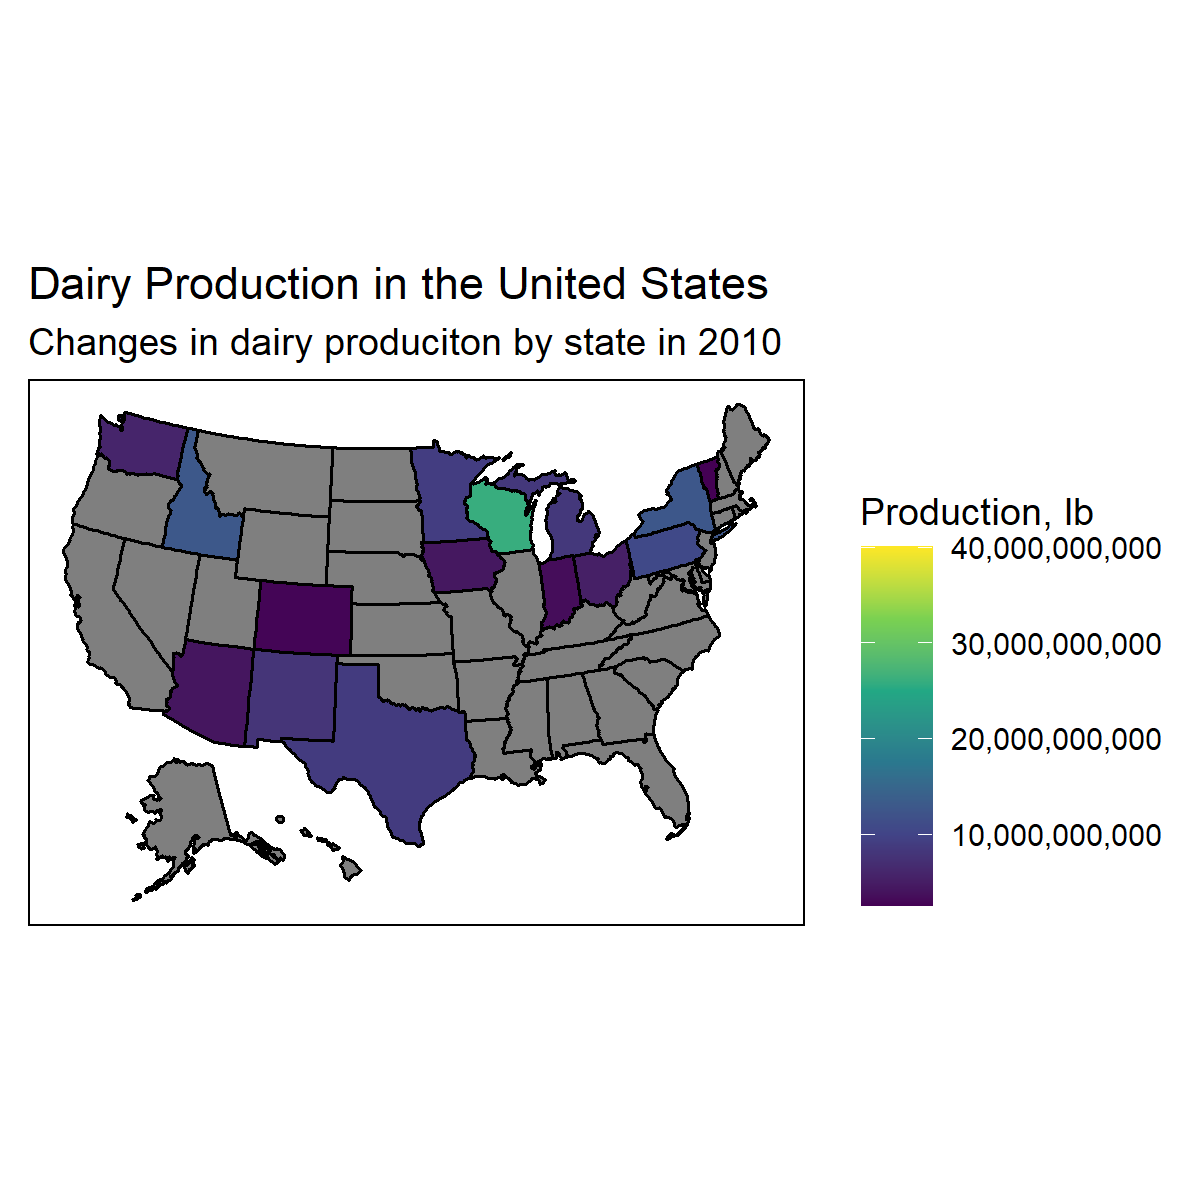 Dairy Production in the United States
Changes in dairy produciton by state in 2010
Production, lb
40,000,000,000
30,000,000,000
20,000,000,000
10,000,000,000